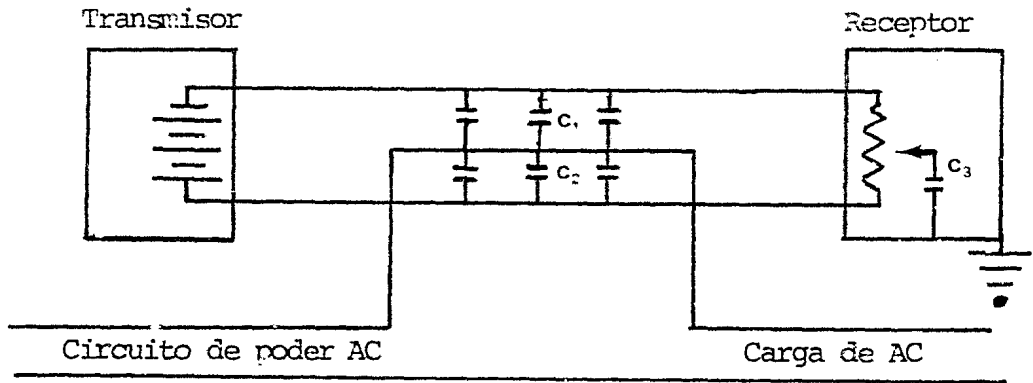 Transmisor
Receptor
C₁
C₂
C₃
Circuito de poder AC
Carga de AC